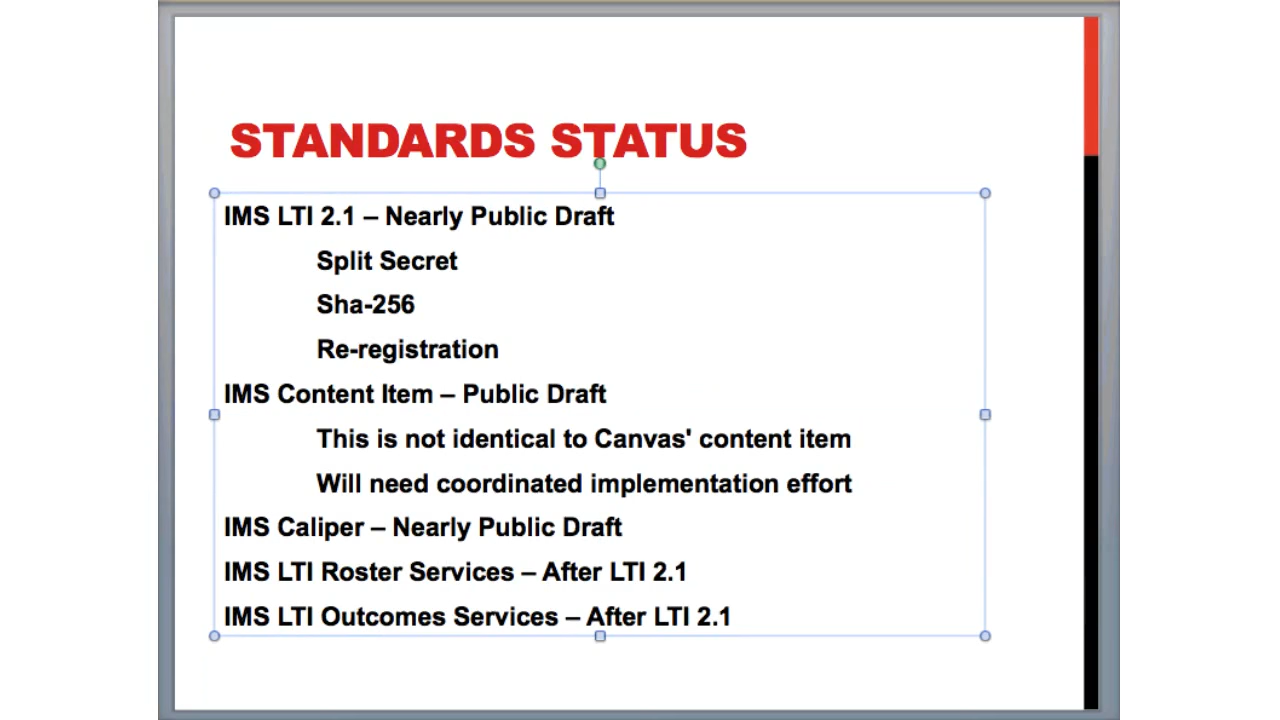 STANDARDS STATUS
IMS LTI 2.1 – Nearly Public Draft
Split Secret
Sha-256
Re-registration
IMS Content Item – Public Draft
This is not identical to Canvas' content item
Will need coordinated implementation effort
IMS Caliper – Nearly Public Draft
IMS LTI Roster Services – After LTI 2.1
IMS LTI Outcomes Services – After LTI 2.1